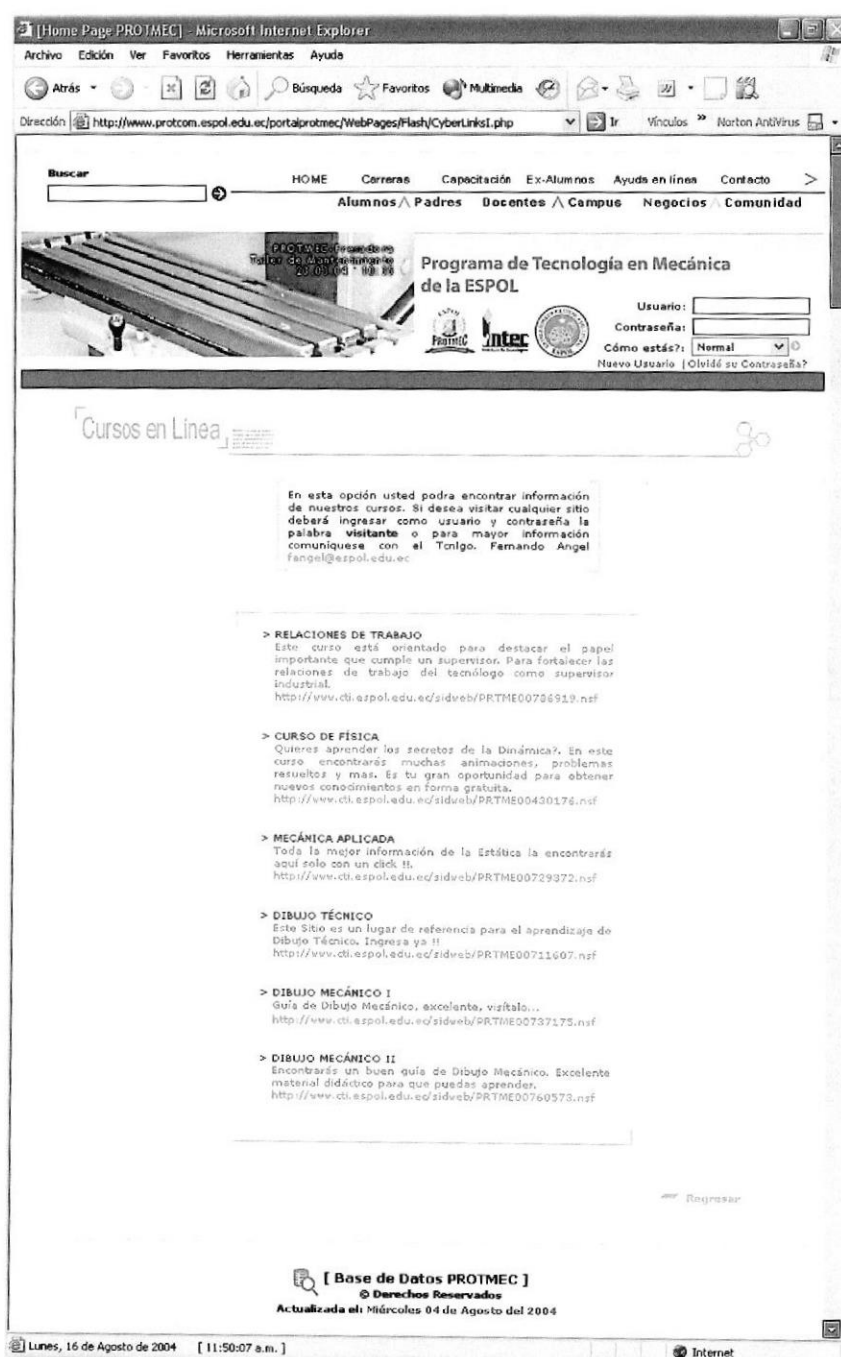 [Home Page PROTMEC] - Microsoft Internet Explorer
Archivo Edición Ver Favoritos Herramientas Ayuda
Atrás Búsqueda Favoritos Multimedia
Dirección http://www.protcom.espol.edu.ec/portalprotmec/WebPages/Flash/CyberLinksI.php Ir Vínculos » Norton AntiVirus
Buscar
HOME Carreras Capacitación Ex-Alumnos Ayuda en línea Contacto >
Alumnos Padres Docentes Campus Negocios Comunidad
PROTMEC-Fresadora
Taller de Mantenimiento
Programa de Tecnología en Mecánica
de la ESPOL
Usuario:
Contraseña:
Cómo estás?: Normal
Nuevo Usuario | Olvidó su Contraseña?
ESPOL
PROTMEC
intec
ESPOL
Cursos en Linea
En esta opción usted podra encontrar información
de nuestros cursos. Si desea visitar cualquier sitio
deberá ingresar como usuario y contraseña la
palabra visitante o para mayor información
comuníquese con el Tcnlgo. Fernando Angel
fangel@espol.edu.ec
> RELACIONES DE TRABAJO
Este curso está orientado para destacar el papel
importante que cumple un supervisor. Para fortalecer las
relaciones de trabajo del tecnólogo como supervisor
industrial.
http://www.cti.espol.edu.ec/sidweb/PRTME00786919.nsf
> CURSO DE FÍSICA
Quieres aprender los secretos de la Dinámica?. En este
curso encontrarás muchas animaciones, problemas
resueltos y mas. Es tu gran oportunidad para obtener
nuevos conocimientos en forma gratuita.
http://www.cti.espol.edu.ec/sidweb/PRTME00430176.nsf
> MECÁNICA APLICADA
Toda la mejor información de la Estática la encontrarás
aquí solo con un click !!.
http://www.cti.espol.edu.ec/sidweb/PRTME00729372.nsf
> DIBUJO TÉCNICO
Este Sitio es un lugar de referencia para el aprendizaje de
Dibujo Técnico. Ingresa ya !!
http://www.cti.espol.edu.ec/sidweb/PRTME00711607.nsf
> DIBUJO MECÁNICO I
Guía de Dibujo Mecánico, excelente, visítalo...
http://www.cti.espol.edu.ec/sidweb/PRTME00737175.nsf
> DIBUJO MECÁNICO II
Encontrarás un buen guía de Dibujo Mecánico. Excelente
material didáctico para que puedas aprender.
http://www.cti.espol.edu.ec/sidweb/PRTME00760573.nsf
Regresar
[ Base de Datos PROTMEC ]
© Derechos Reservados
Actualizada el: Miércoles 04 de Agosto del 2004
Lunes, 16 de Agosto de 2004 [ 11:50:07 a.m. ] Internet